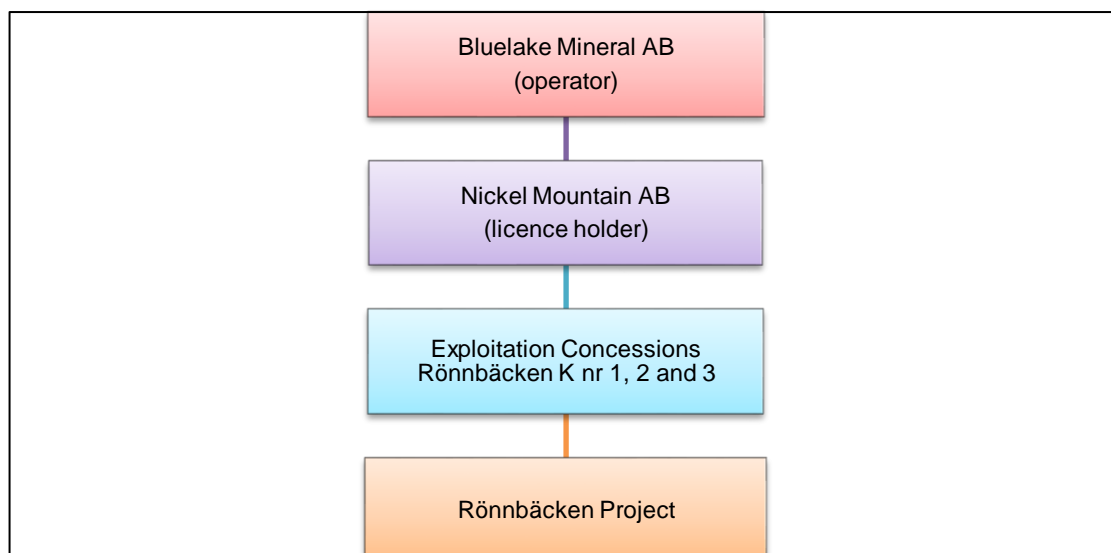 Bluelake Mineral AB
(operator)
Nickel Mountain AB
(licence holder)
Exploitation Concessions
Rönnbäcken K nr 1, 2 and 3
Rönnbäcken Project